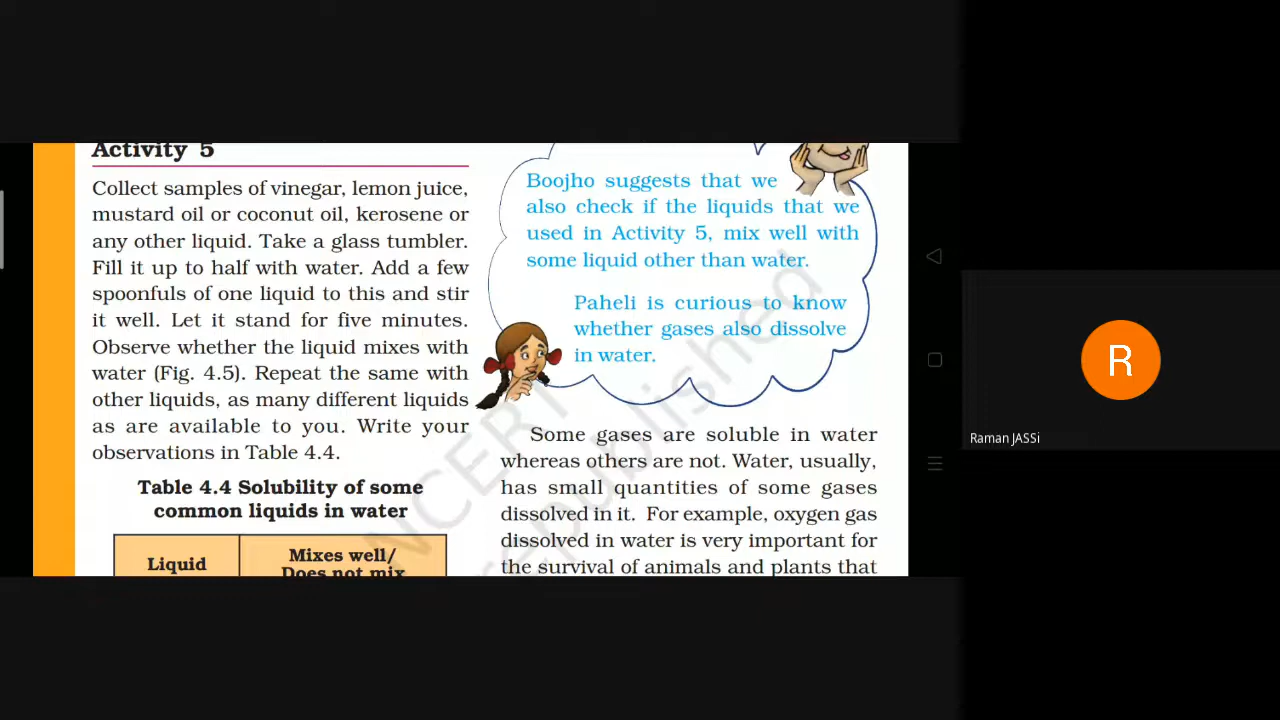 Activity 5
Collect samples of vinegar, lemon juice,
mustard oil or coconut oil, kerosene or
any other liquid. Take a glass tumbler.
Fill it up to half with water. Add a few
spoonfuls of one liquid to this and stir
it well. Let it stand for five minutes.
Observe whether the liquid mixes with
water (Fig. 4.5). Repeat the same with
other liquids, as many different liquids
as are available to you. Write your
observations in Table 4.4.
Table 4.4 Solubility of some
common liquids in water
Liquid
Mixes well/
Does not mix
Boojho suggests that we
also check if the liquids that we
used in Activity 5, mix well with
some liquid other than water.
Paheli is curious to know
whether gases also dissolve
in water.
Some gases are soluble in water
whereas others are not. Water, usually,
has small quantities of some gases
dissolved in it. For example, oxygen gas
dissolved in water is very important for
the survival of animals and plants that
NCERT
republished
R
Raman JASSi